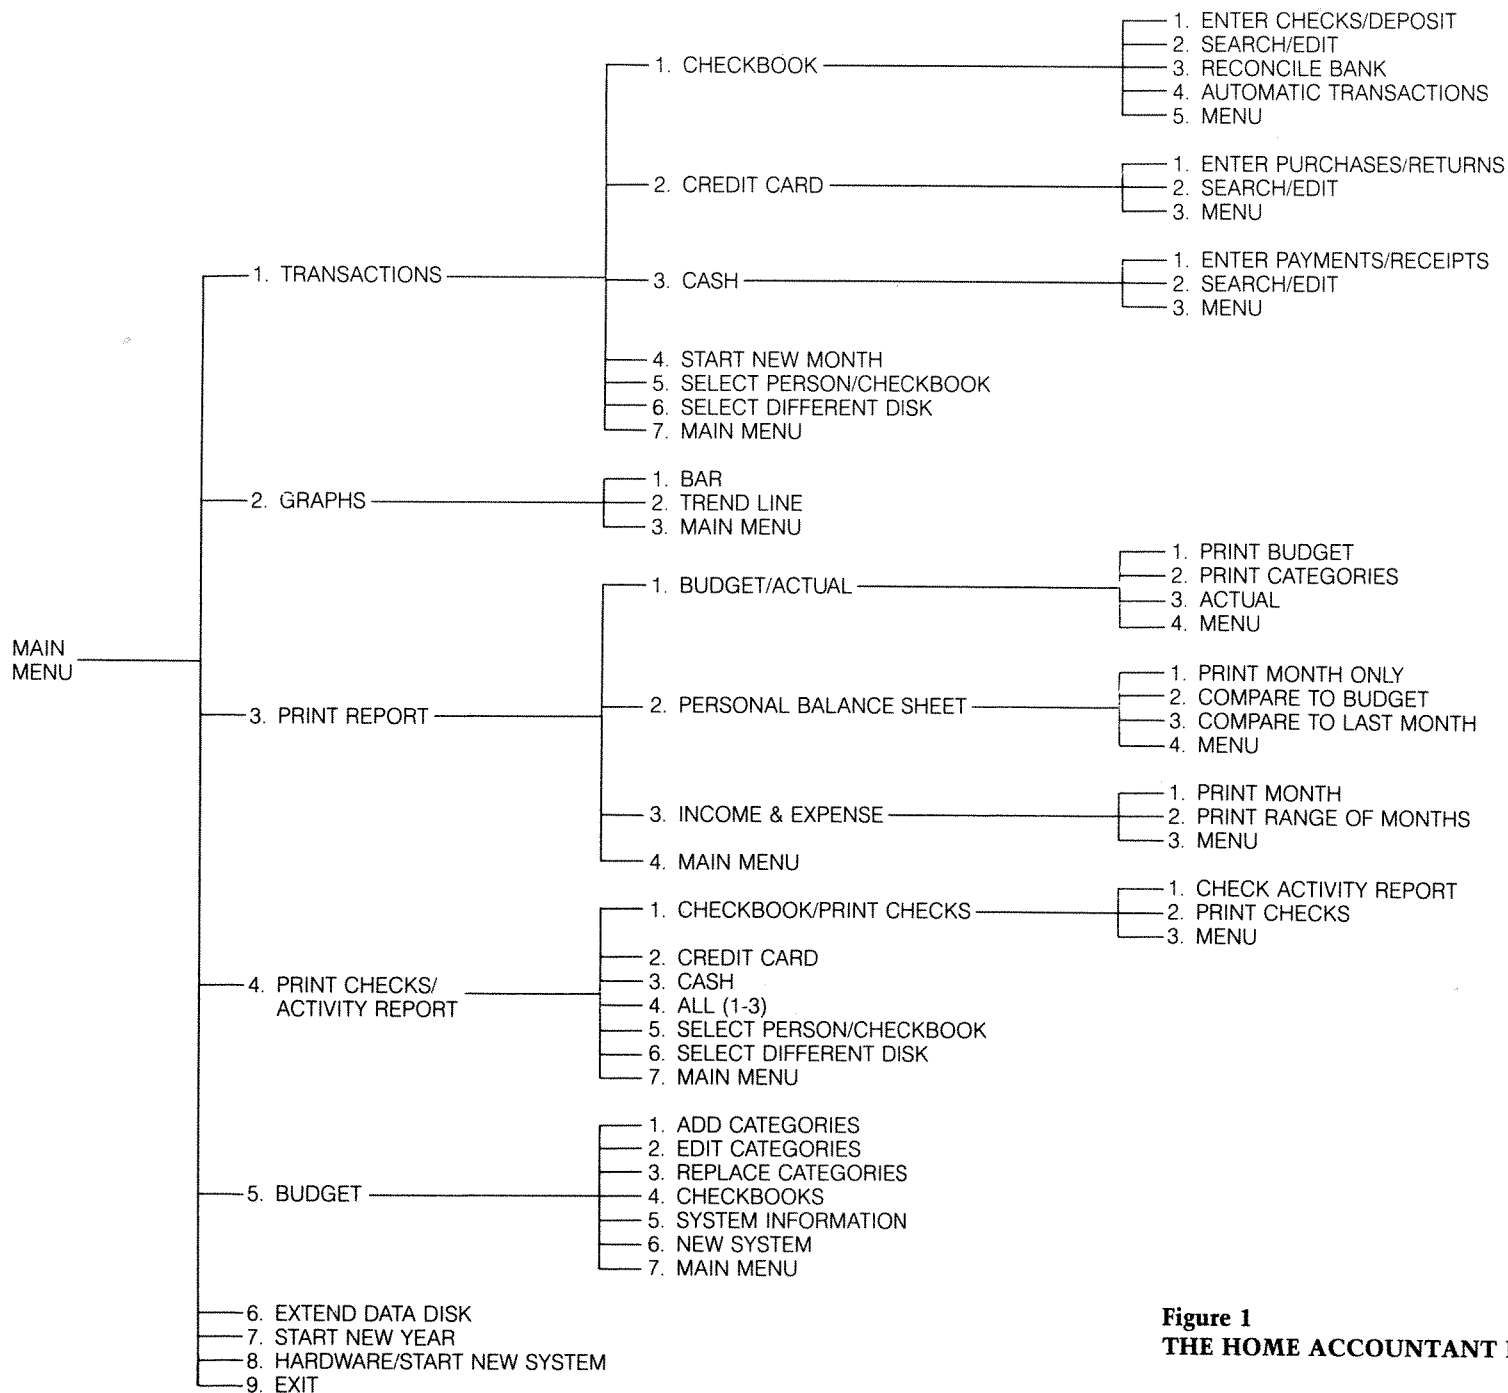 MAIN
MENU
1. TRANSACTIONS
1. CHECKBOOK
1. ENTER CHECKS/DEPOSIT
2. SEARCH/EDIT
3. RECONCILE BANK
4. AUTOMATIC TRANSACTIONS
5. MENU
2. CREDIT CARD
1. ENTER PURCHASES/RETURNS
2. SEARCH/EDIT
3. MENU
3. CASH
1. ENTER PAYMENTS/RECEIPTS
2. SEARCH/EDIT
3. MENU
4. START NEW MONTH
5. SELECT PERSON/CHECKBOOK
6. SELECT DIFFERENT DISK
7. MAIN MENU
2. GRAPHS
1. BAR
2. TREND LINE
3. MAIN MENU
3. PRINT REPORT
1. BUDGET/ACTUAL
1. PRINT BUDGET
2. PRINT CATEGORIES
3. ACTUAL
4. MENU
2. PERSONAL BALANCE SHEET
1. PRINT MONTH ONLY
2. COMPARE TO BUDGET
3. COMPARE TO LAST MONTH
4. MENU
3. INCOME & EXPENSE
1. PRINT MONTH
2. PRINT RANGE OF MONTHS
3. MENU
4. MAIN MENU
4. PRINT CHECKS/
ACTIVITY REPORT
1. CHECKBOOK/PRINT CHECKS
1. CHECK ACTIVITY REPORT
2. PRINT CHECKS
3. MENU
2. CREDIT CARD
3. CASH
4. ALL (1-3)
5. SELECT PERSON/CHECKBOOK
6. SELECT DIFFERENT DISK
7. MAIN MENU
5. BUDGET
1. ADD CATEGORIES
2. EDIT CATEGORIES
3. REPLACE CATEGORIES
4. CHECKBOOKS
5. SYSTEM INFORMATION
6. NEW SYSTEM
7. MAIN MENU
6. EXTEND DATA DISK
7. START NEW YEAR
8. HARDWARE/START NEW SYSTEM
9. EXIT
Figure 1
THE HOME ACCOUNTANT